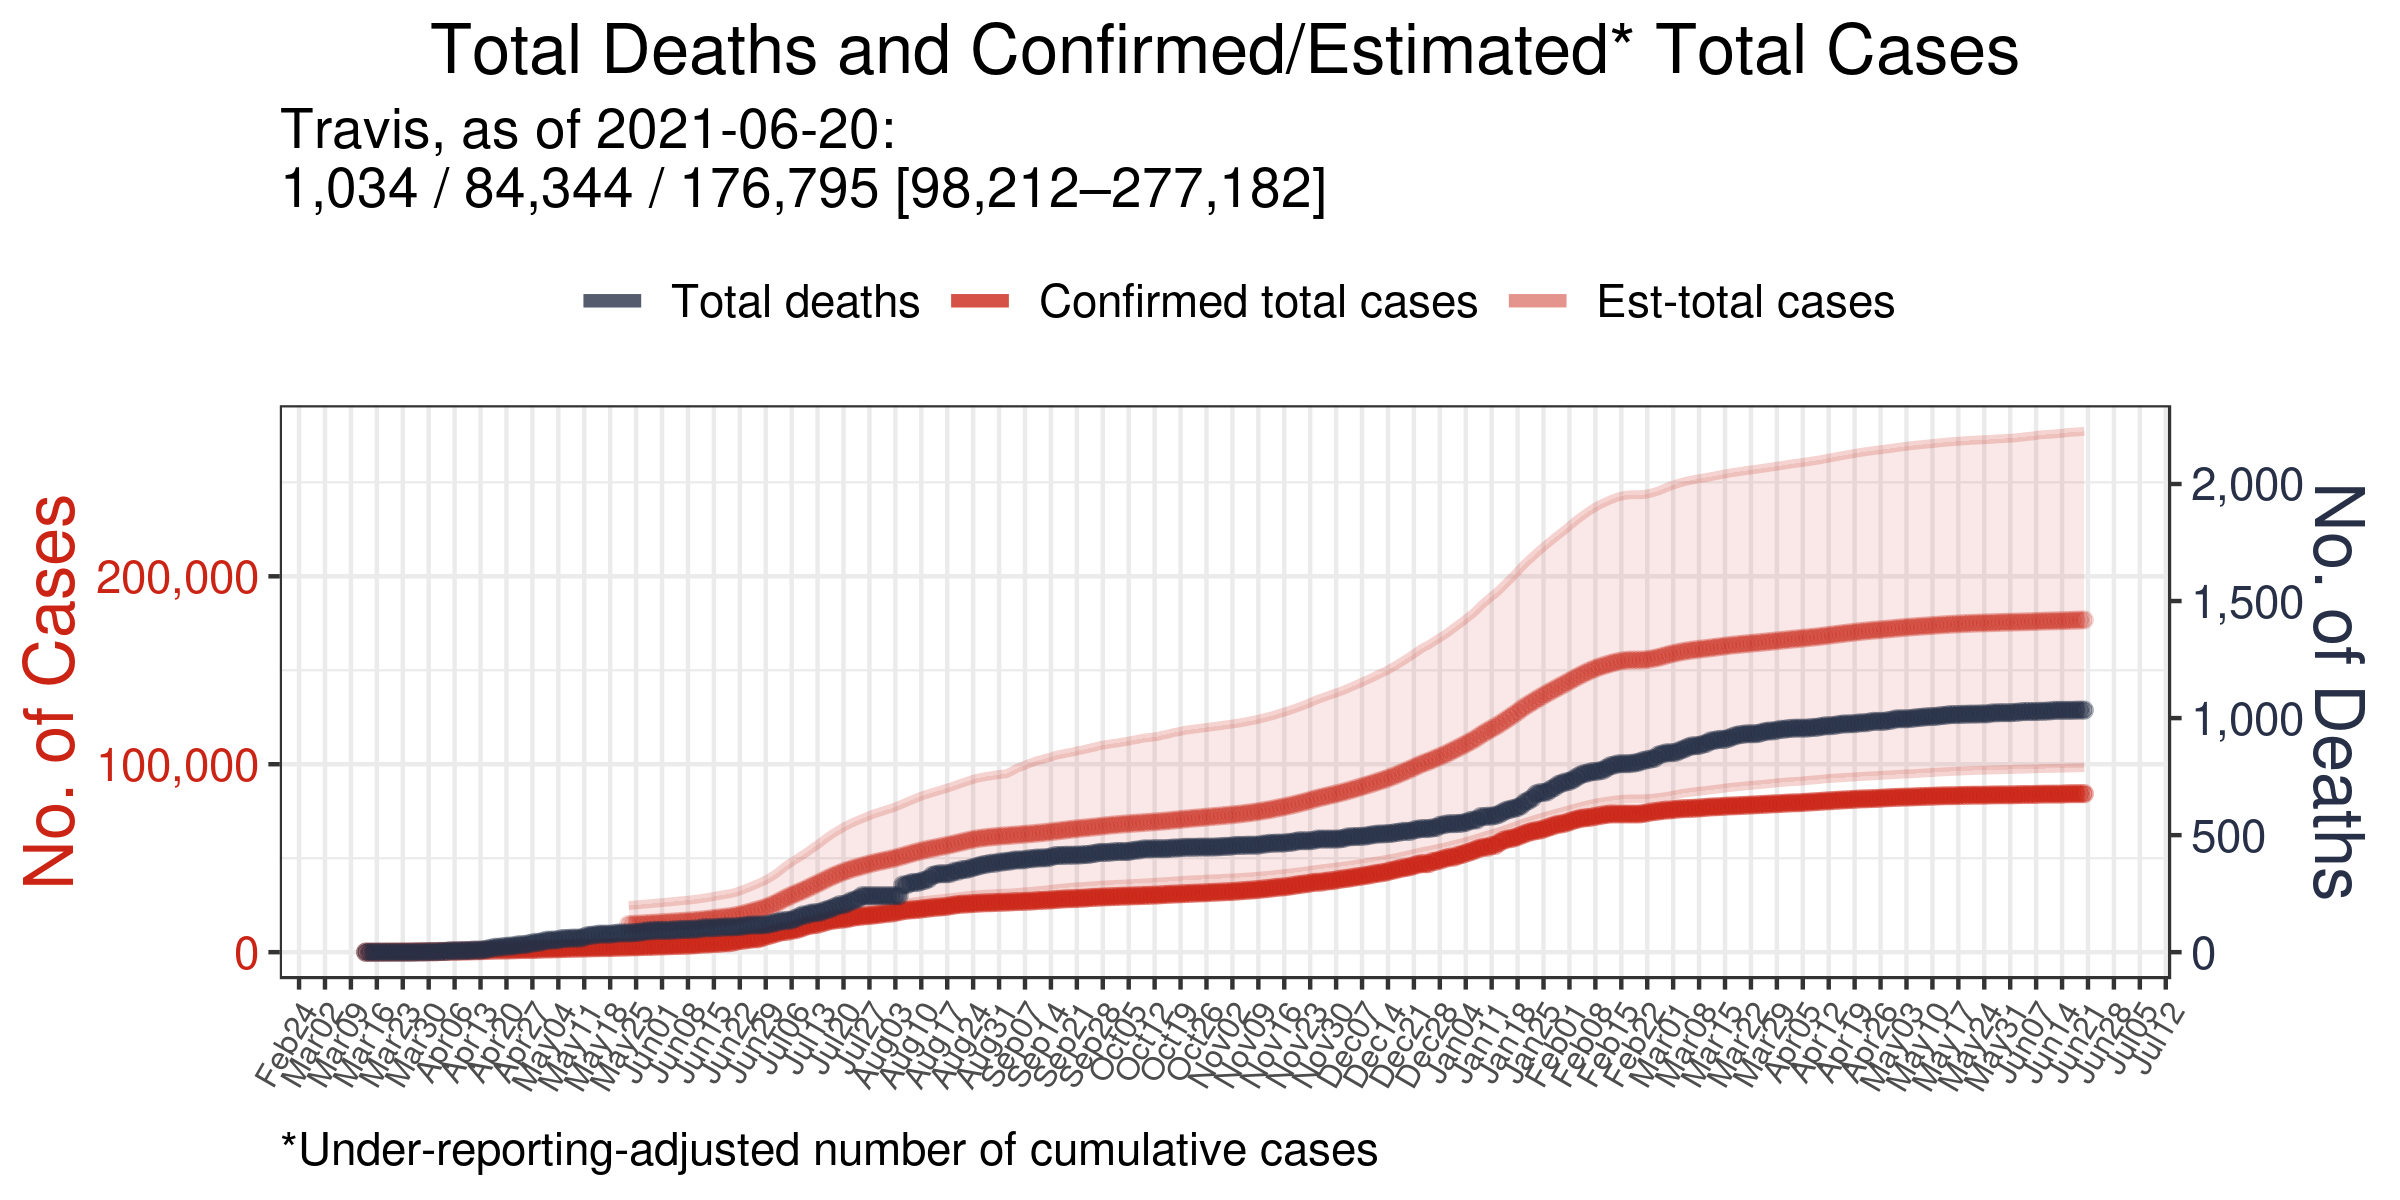 Total Deaths and Confirmed/Estimated* Total Cases
Travis, as of 2021-06-20:
1,034 / 84,344 / 176,795 [98,212–277,182]
Total deaths
Confirmed total cases
Est-total cases
No. of Cases
200,000
100,000
0
2,000
1,500
1,000
500
0
No. of Deaths
Feb24
Mar02
Mar09
Mar16
Mar23
Mar30
Apr06
Apr13
Apr20
Apr27
May04
May11
May18
May25
Jun01
Jun08
Jun15
Jun22
Jun29
Jul06
Jul13
Jul20
Jul27
Aug03
Aug10
Aug17
Aug24
Aug31
Sep07
Sep14
Sep21
Sep28
Oct05
Oct12
Oct19
Oct26
Nov02
Nov09
Nov16
Nov23
Nov30
Dec07
Dec14
Dec21
Dec28
Jan04
Jan11
Jan18
Jan25
Feb01
Feb08
Feb15
Feb22
Mar01
Mar08
Mar15
Mar22
Mar29
Apr05
Apr12
Apr19
Apr26
May03
May10
May17
May24
May31
Jun07
Jun14
Jun21
Jun28
Jul05
Jul12
*Under-reporting-adjusted number of cumulative cases